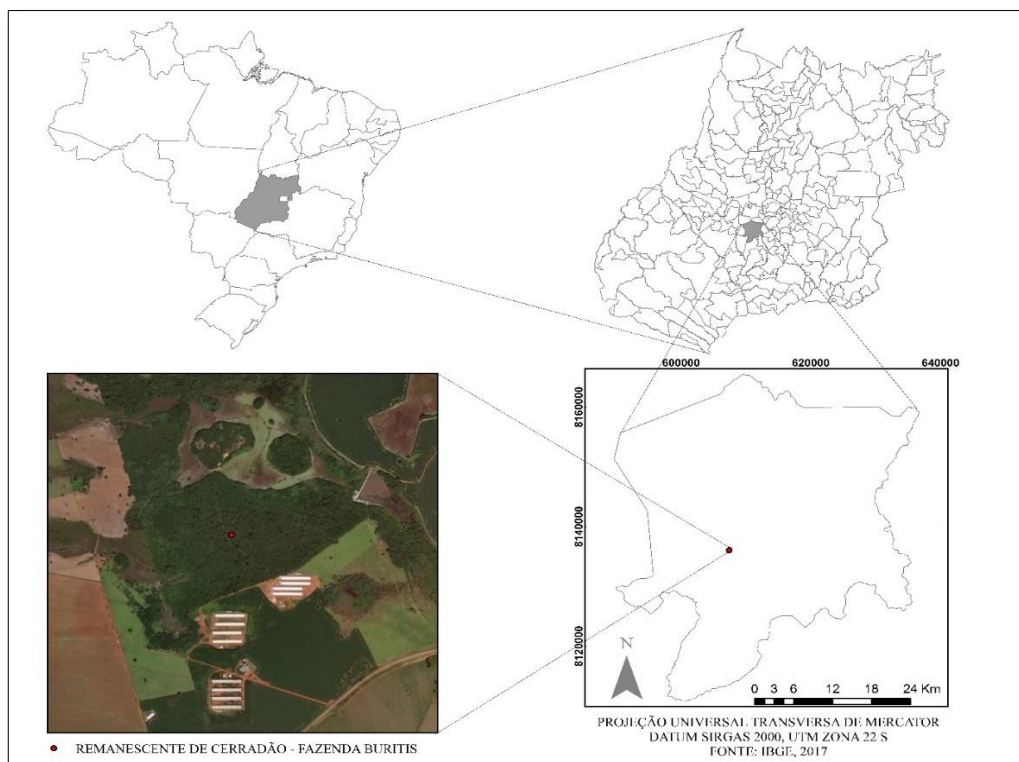 600000 620000 640000
8160000
8140000
8120000
N
0 3 6 12 18 24 Km
PROJEÇÃO UNIVERSAL TRANSVERSA DE MERCATOR
DATUM SIRGAS 2000, UTM ZONA 22 S
FONTE: IBGE, 2017
REMANESCENTE DE CERRADÃO - FAZENDA BURITIS